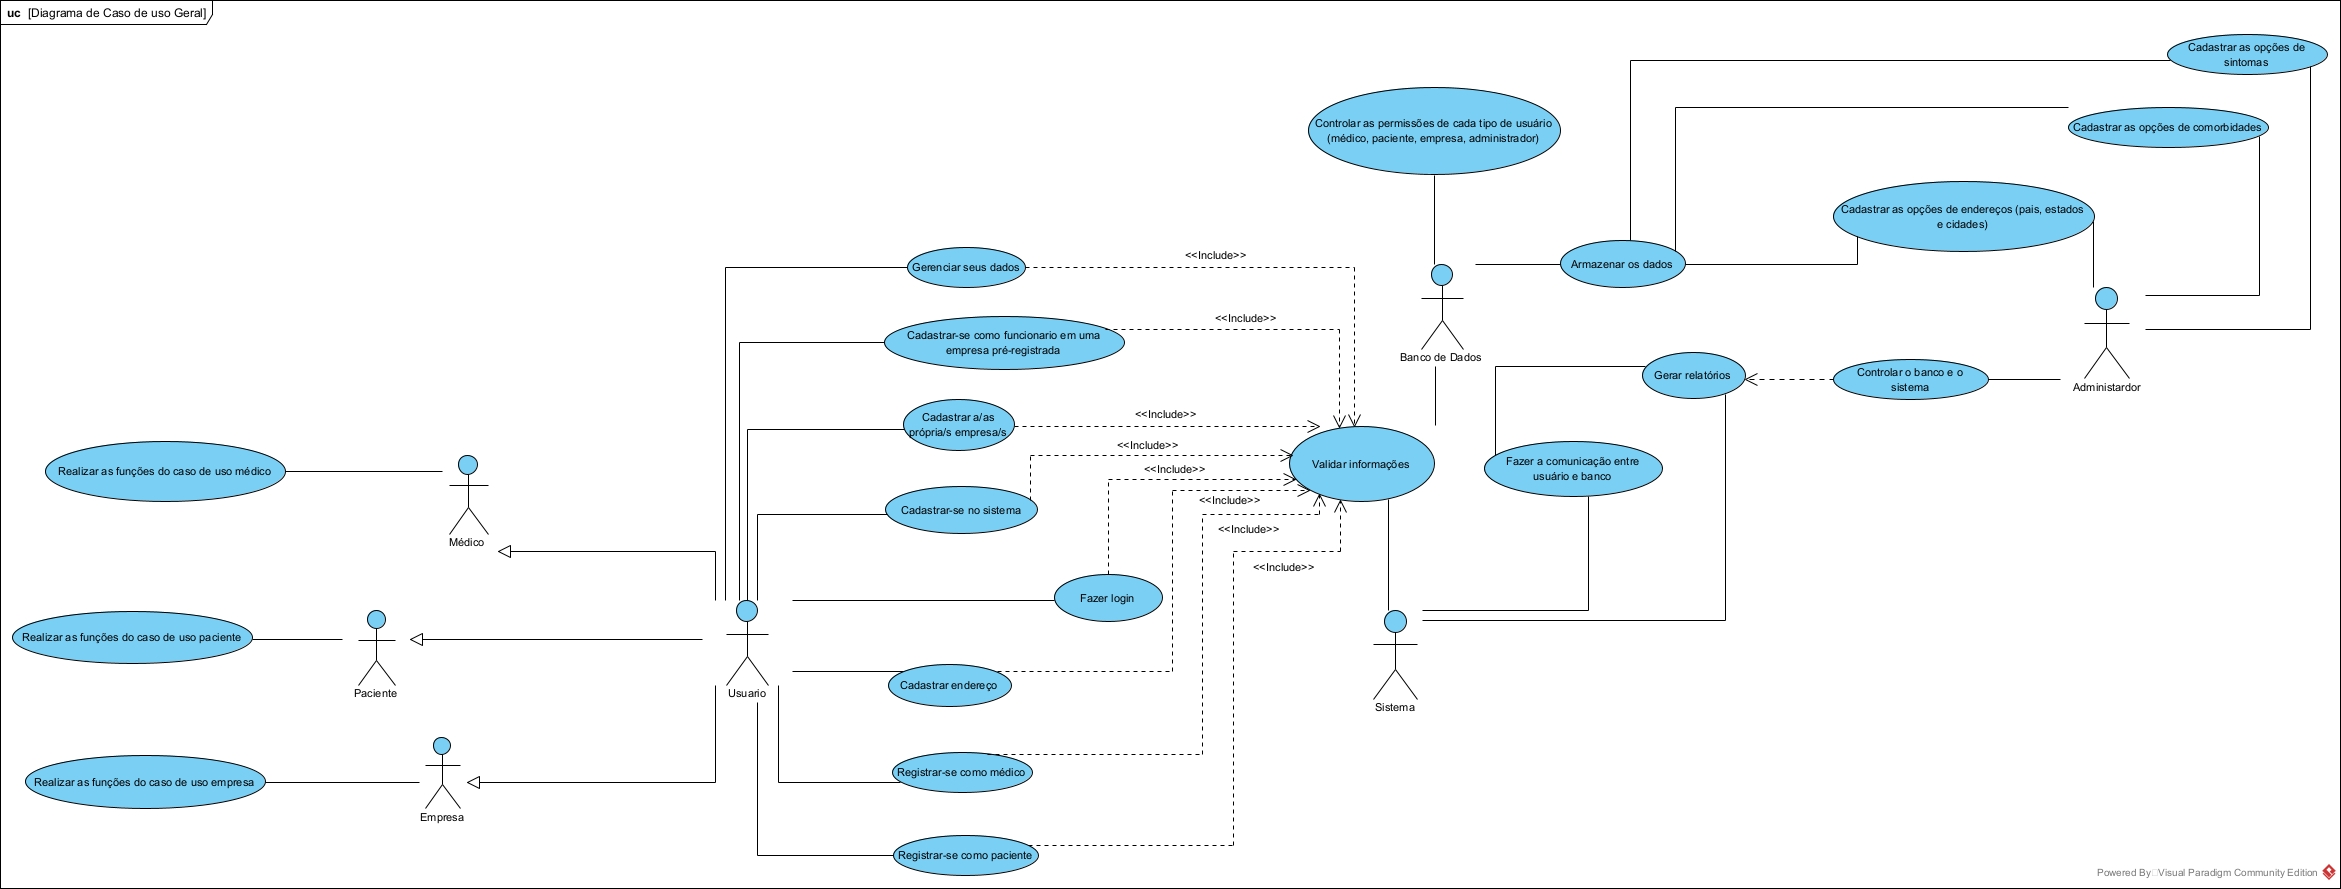 uc [Diagrama de Caso de uso Geral]
Cadastrar as opções de
sintomas
Controlar as permissões de cada tipo de usuário
(médico, paciente, empresa, administrador)
Cadastrar as opções de comorbidades
Cadastrar as opções de endereços (pais, estados
e cidades)
Gerenciar seus dados
<<Include>>
Armazenar os dados
Cadastrar-se como funcionario em uma
empresa pré-registrada
<<Include>>
Banco de Dados
Gerar relatórios
Controlar o banco e o
sistema
Administardor
Cadastrar a/as
própria/s empresa/s
<<Include>>
<<Include>>
Validar informações
Fazer a comunicação entre
usuário e banco
Realizar as funções do caso de uso médico
<<Include>>
Cadastrar-se no sistema
<<Include>>
<<Include>>
Médico
<<Include>>
Fazer login
Realizar as funções do caso de uso paciente
Paciente
Usuario
Cadastrar endereço
Sistema
Registrar-se como médico
Realizar as funções do caso de uso empresa
Empresa
Registrar-se como paciente
Powered By Visual Paradigm Community Edition